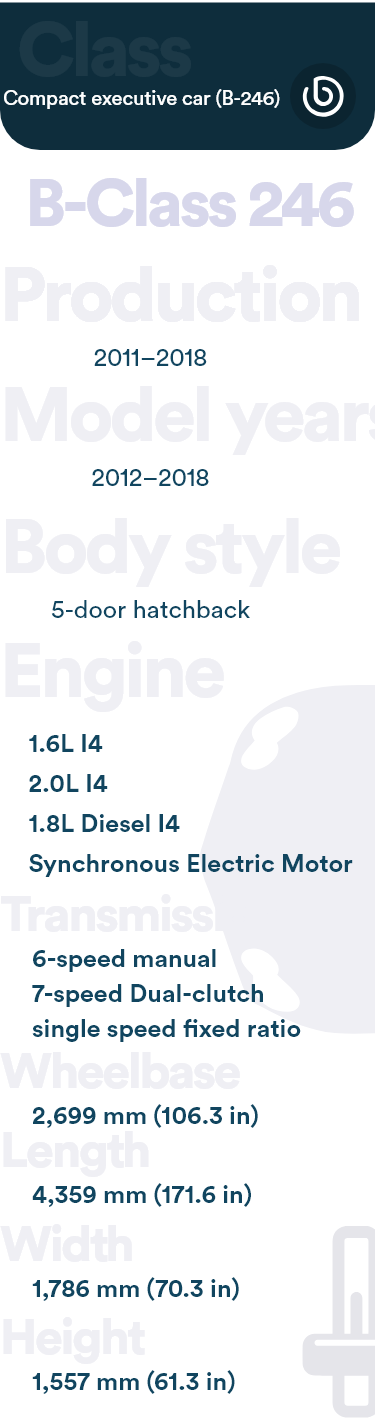 Class
Compact executive car (B-246)
B-Class 246
Production
2011–2018
Model years
2012–2018
Body style
5-door hatchback
Engine
1.6L I4
2.0L I4
1.8L Diesel I4
Synchronous Electric Motor
Transmiss
6-speed manual
7-speed Dual-clutch
single speed fixed ratio
Wheelbase
2,699 mm (106.3 in)
Length
4,359 mm (171.6 in)
Width
1,786 mm (70.3 in)
Height
1,557 mm (61.3 in)